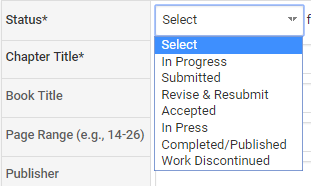 Status*
Select
f
Select
Chapter Title*
In Progress
Submitted
Book Title
Revise & Resubmit
Accepted
Page Range (e.g., 14-26)
In Press
Completed/Published
Work Discontinued
Publisher